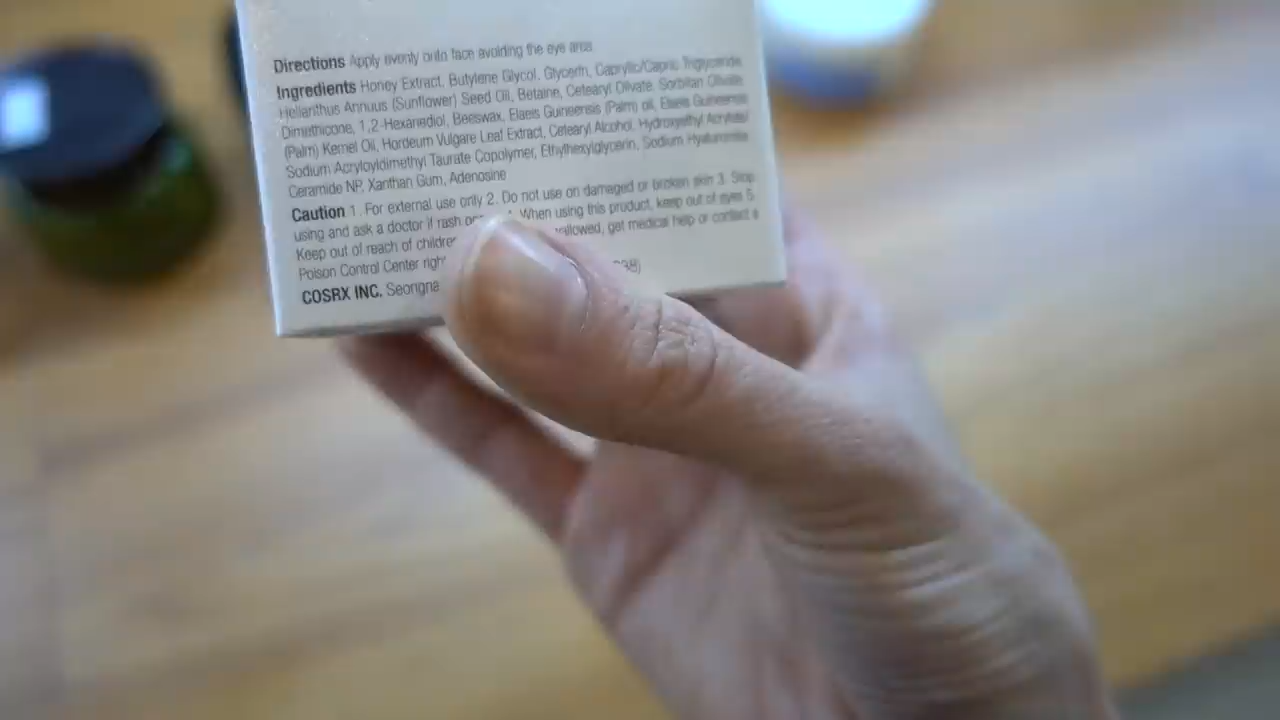 Directions Apply evenly onto face avoiding the eye area.
Ingredients Honey Extract, Butylene Glycol, Glycerin, Caprylic/Capric Triglyceride,
Helianthus Annuus (Sunflower) Seed Oil, Betaine, Cetearyl Olivate, Sorbitan Olivate,
Dimethicone, 1,2-Hexanediol, Beeswax, Elaeis Guineensis (Palm) oil, Elaeis Guineensis
(Palm) Kernel Oil, Hordeum Vulgare Leaf Extract, Cetearyl Alcohol, Hydroxyethyl Acrylate/
Sodium Acryloyldimethyl Taurate Copolymer, Ethylhexylglycerin, Sodium Hyaluronate,
Ceramide NP, Xanthan Gum, Adenosine
Caution 1. For external use only 2. Do not use on damaged or broken skin 3. Stop
using and ask a doctor if rash When using this product, keep out of eyes 5.
Keep out of reach of get medical help or contact a
Poison Control Center
COSRX INC.